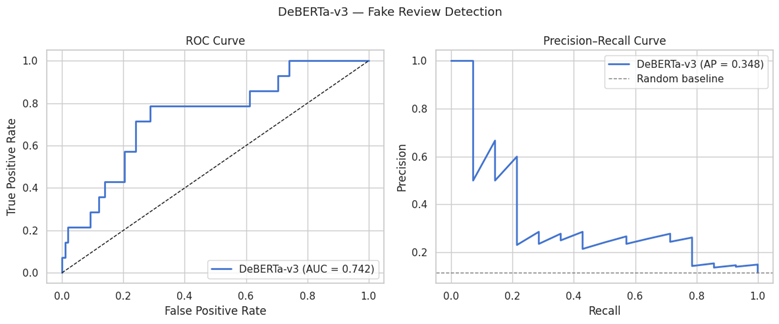 DeBERTa-v3 — Fake Review Detection
ROC Curve
True Positive Rate
1.0
0.8
0.6
0.4
0.2
0.0
DeBERTa-v3 (AUC = 0.742)
0.0 0.2 0.4 0.6 0.8 1.0
False Positive Rate
Precision–Recall Curve
Precision
1.0
0.8
0.6
0.4
0.2
DeBERTa-v3 (AP = 0.348)
Random baseline
0.0 0.2 0.4 0.6 0.8 1.0
Recall